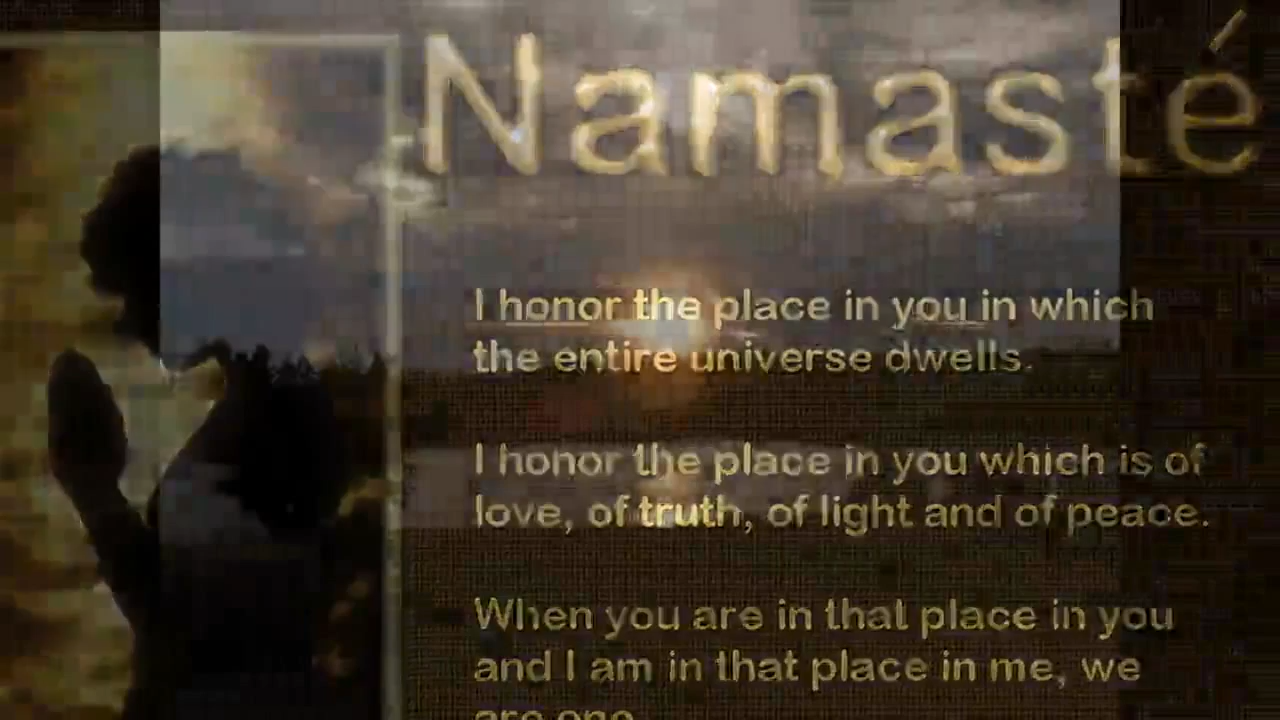 Namasté
I honor the place in you in which
the entire universe dwells.
I honor the place in you which is of
love, of truth, of light and of peace.
When you are in that place in you
and I am in that place in me, we
are one